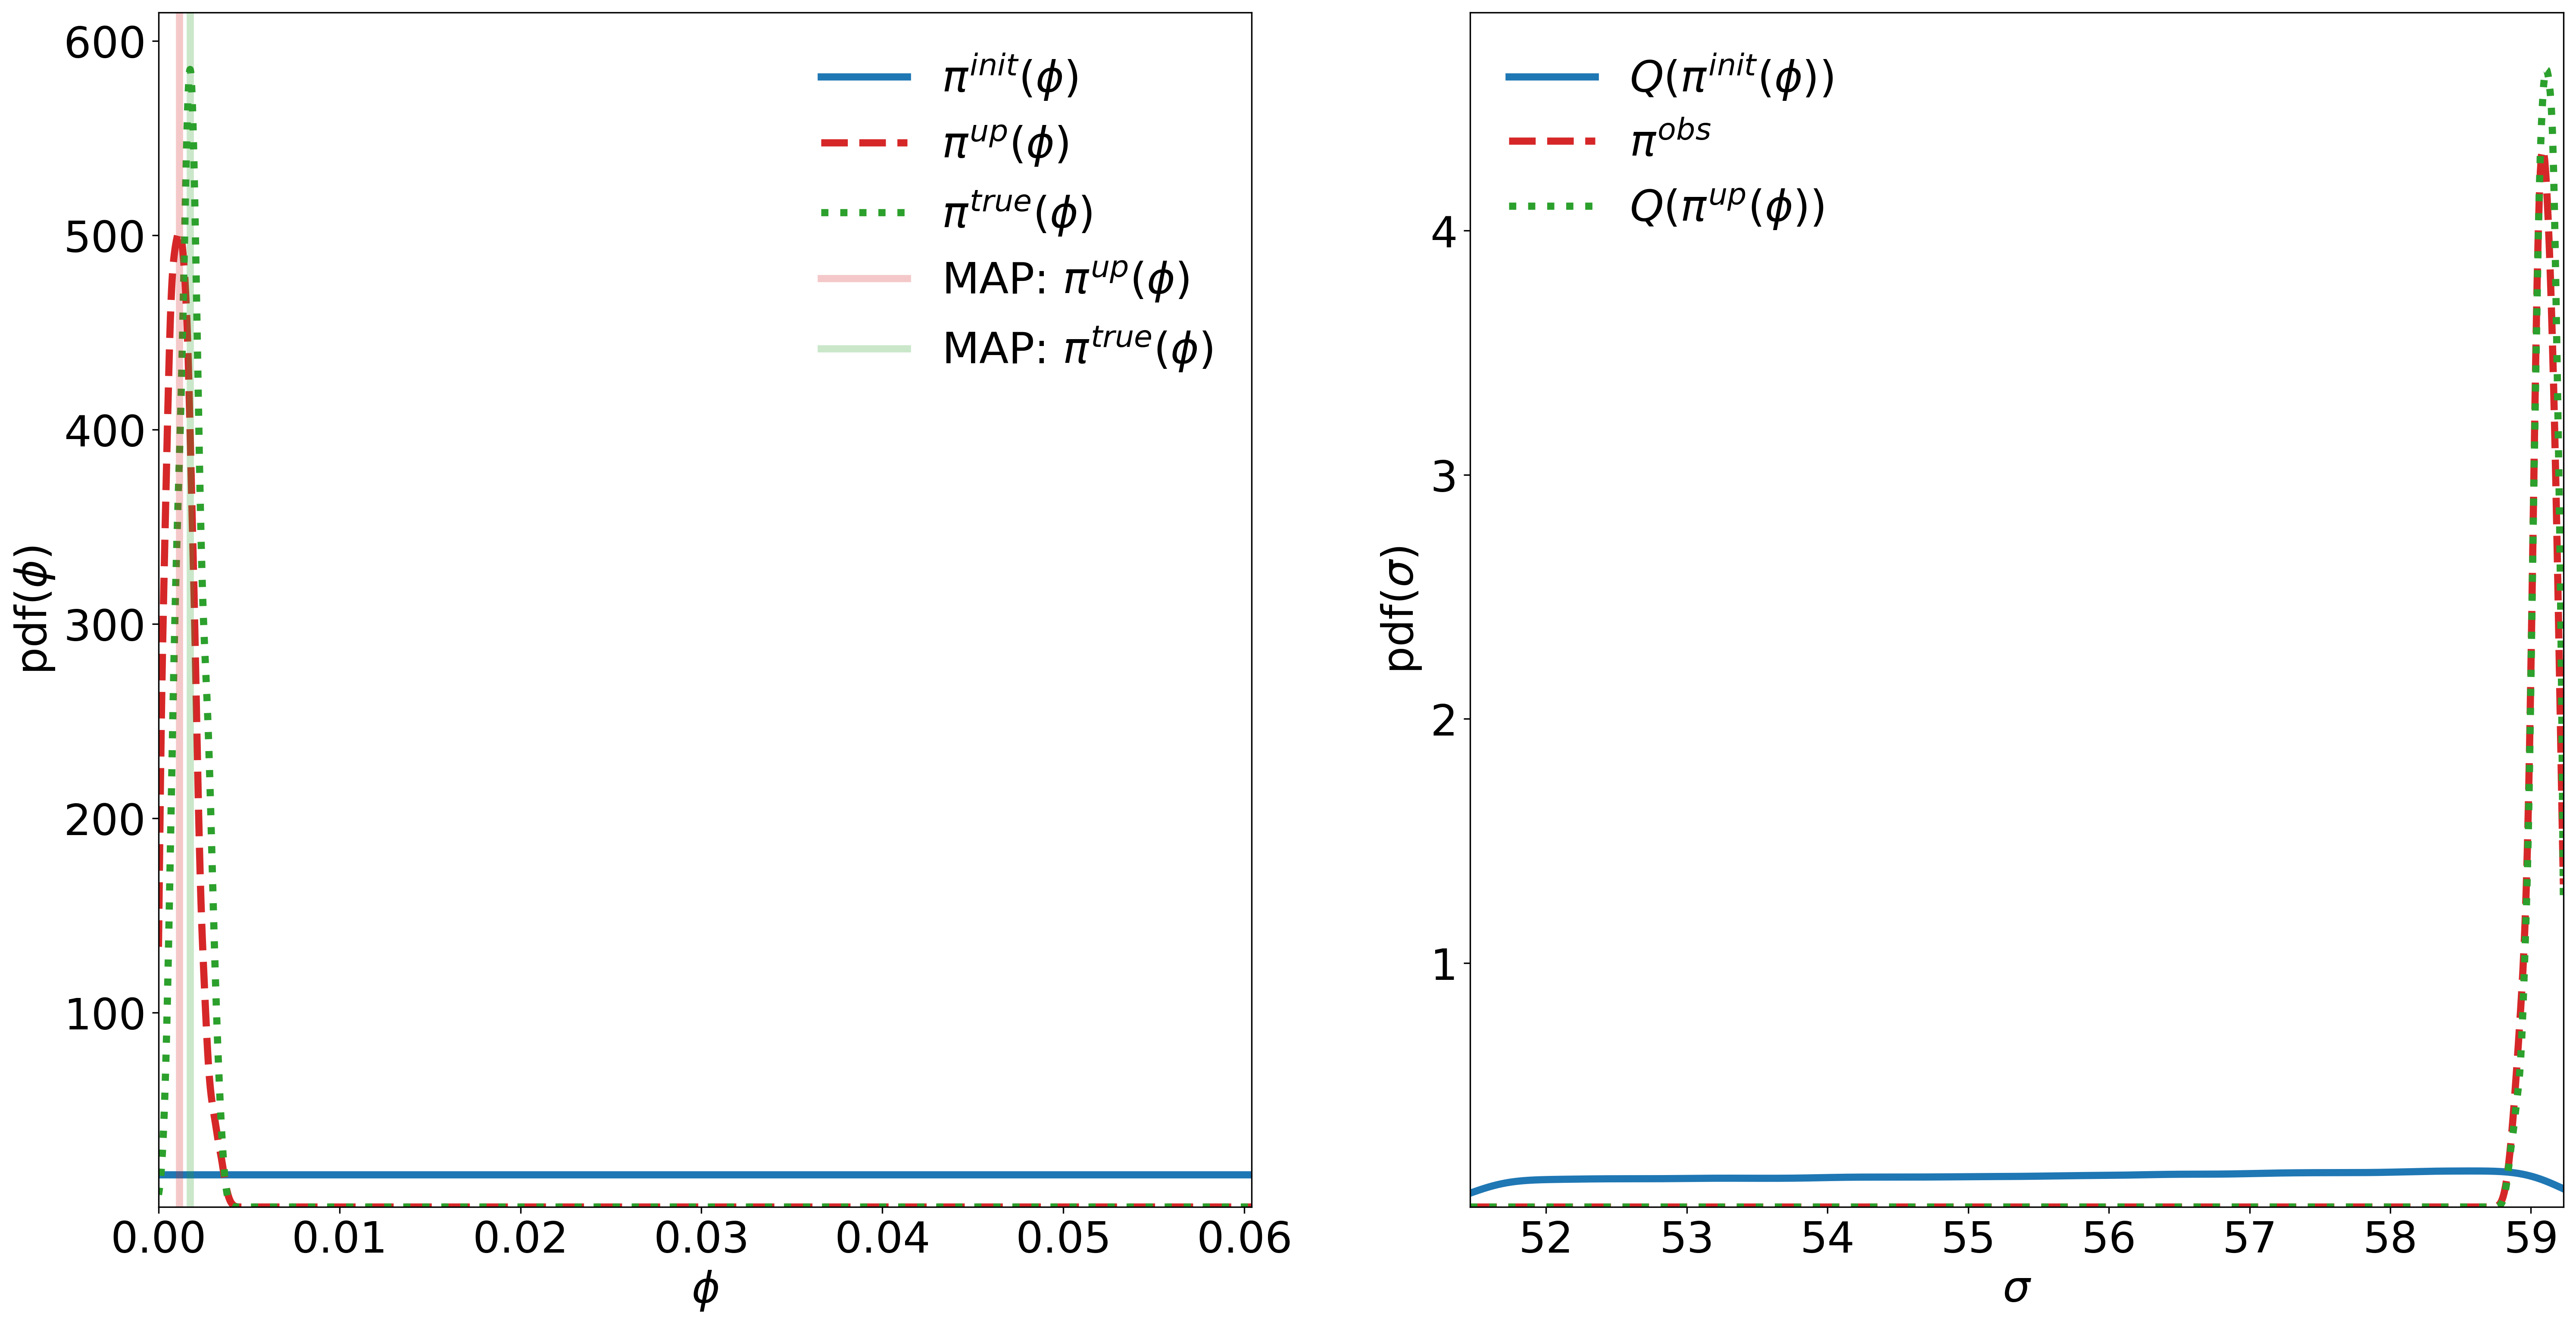 600
500
400
300
200
100
pdf(ϕ)
0.00 0.01 0.02 0.03 0.04 0.05 0.06
ϕ
π^{init}(ϕ)
π^{up}(ϕ)
π^{true}(ϕ)
MAP: π^{up}(ϕ)
MAP: π^{true}(ϕ)
4
3
2
1
pdf(σ)
52 53 54 55 56 57 58 59
σ
Q(π^{init}(ϕ))
π^{obs}
Q(π^{up}(ϕ))